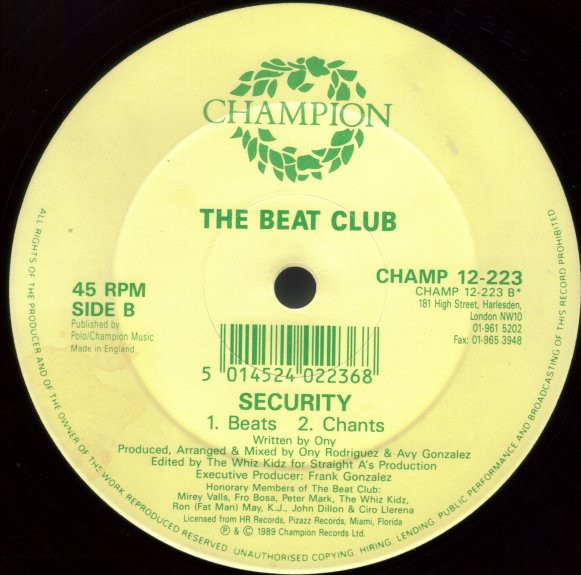 CHAMPION
THE BEAT CLUB
45 RPM
SIDE B
Published by
Polo/Champion Music
Made in England
CHAMP 12-223
CHAMP 12-223 B*
181 High Street, Harlesden,
London NW10
01-961 5202
Fax: 01-965 3948
5 014524 022368
SECURITY
1. Beats 2. Chants
Written by Ony
Produced, Arranged & Mixed by Ony Rodriguez & Avy Gonzalez
Edited by The Whiz Kidz for Straight A's Production
Executive Producer: Frank Gonzalez
Honorary Members of The Beat Club:
Mirey Valls, Fro Bosa, Peter Mark, The Whiz Kidz,
Ron (Fat Man) May, K.J., John Dillon & Ciro Llerena
Licensed from HR Records, Pizazz Records, Miami, Florida
℗ & © 1989 Champion Records Ltd.
ALL RIGHTS OF THE PRODUCER AND OF THE OWNER OF THE WORK REPRODUCED RESERVED. UNAUTHORISED COPYING, HIRING, LENDING, PUBLIC PERFORMANCE AND BROADCASTING OF THIS RECORD PROHIBITED